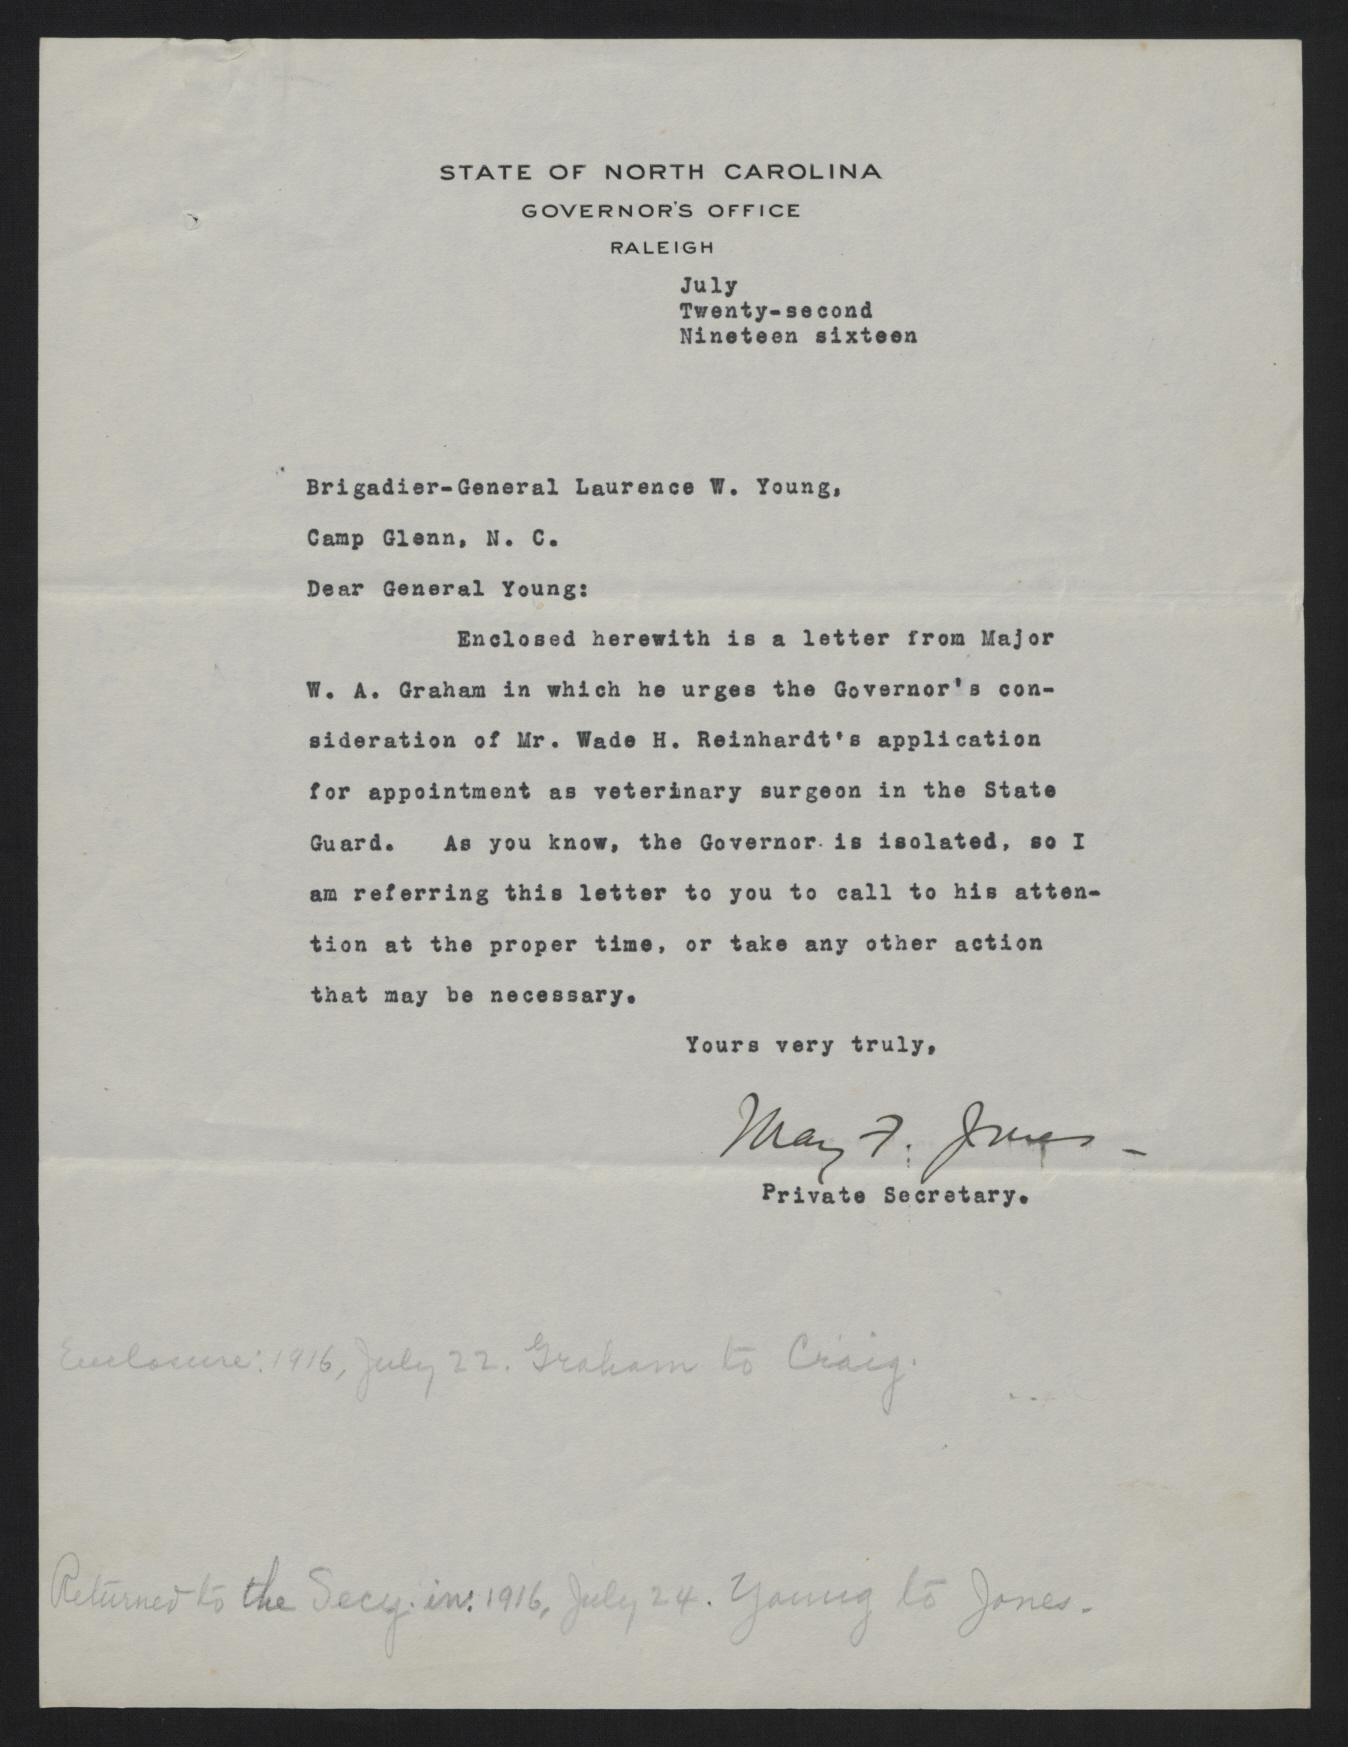 STATE OF NORTH CAROLINA
GOVERNOR'S OFFICE
RALEIGH
July
Twenty-second
Nineteen sixteen
Brigadier-General Laurence W. Young,
Camp Glenn, N. C.
Dear General Young:
Enclosed herewith is a letter from Major
W. A. Graham in which he urges the Governor's con-
sideration of Mr. Wade H. Reinhardt's application
for appointment as veterinary surgeon in the State
Guard. As you know, the Governor is isolated, so I
am referring this letter to you to call to his atten-
tion at the proper time, or take any other action
that may be necessary.
Yours very truly,
May F. Jones -
Private Secretary.
Enclosure: 1916, July 22. Graham to Craig.
Returned to the Secy. in: 1916, July 24. Young to Jones.